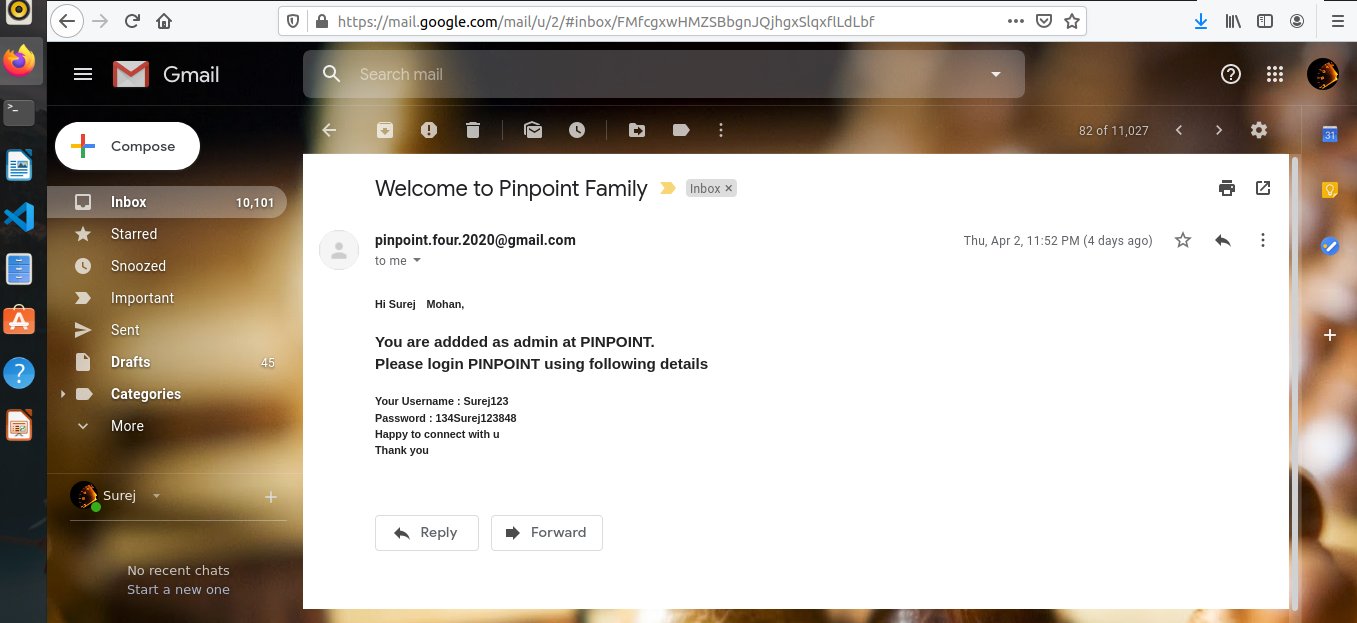 https://mail.google.com/mail/u/2/#inbox/FMfcgxwHMZSBbgnJQjhgxSlqxflLdLbf
Gmail
Search mail
Compose
82 of 11,027
31
Inbox 10,101
Starred
Snoozed
Important
Sent
Drafts 45
Categories
More
Surej
No recent chats
Start a new one
Welcome to Pinpoint Family Inbox ×
pinpoint.four.2020@gmail.com Thu, Apr 2, 11:52 PM (4 days ago)
to me
Hi Surej Mohan,
You are addded as admin at PINPOINT.
Please login PINPOINT using following details
Your Username : Surej123
Password : 134Surej123848
Happy to connect with u
Thank you
Reply Forward